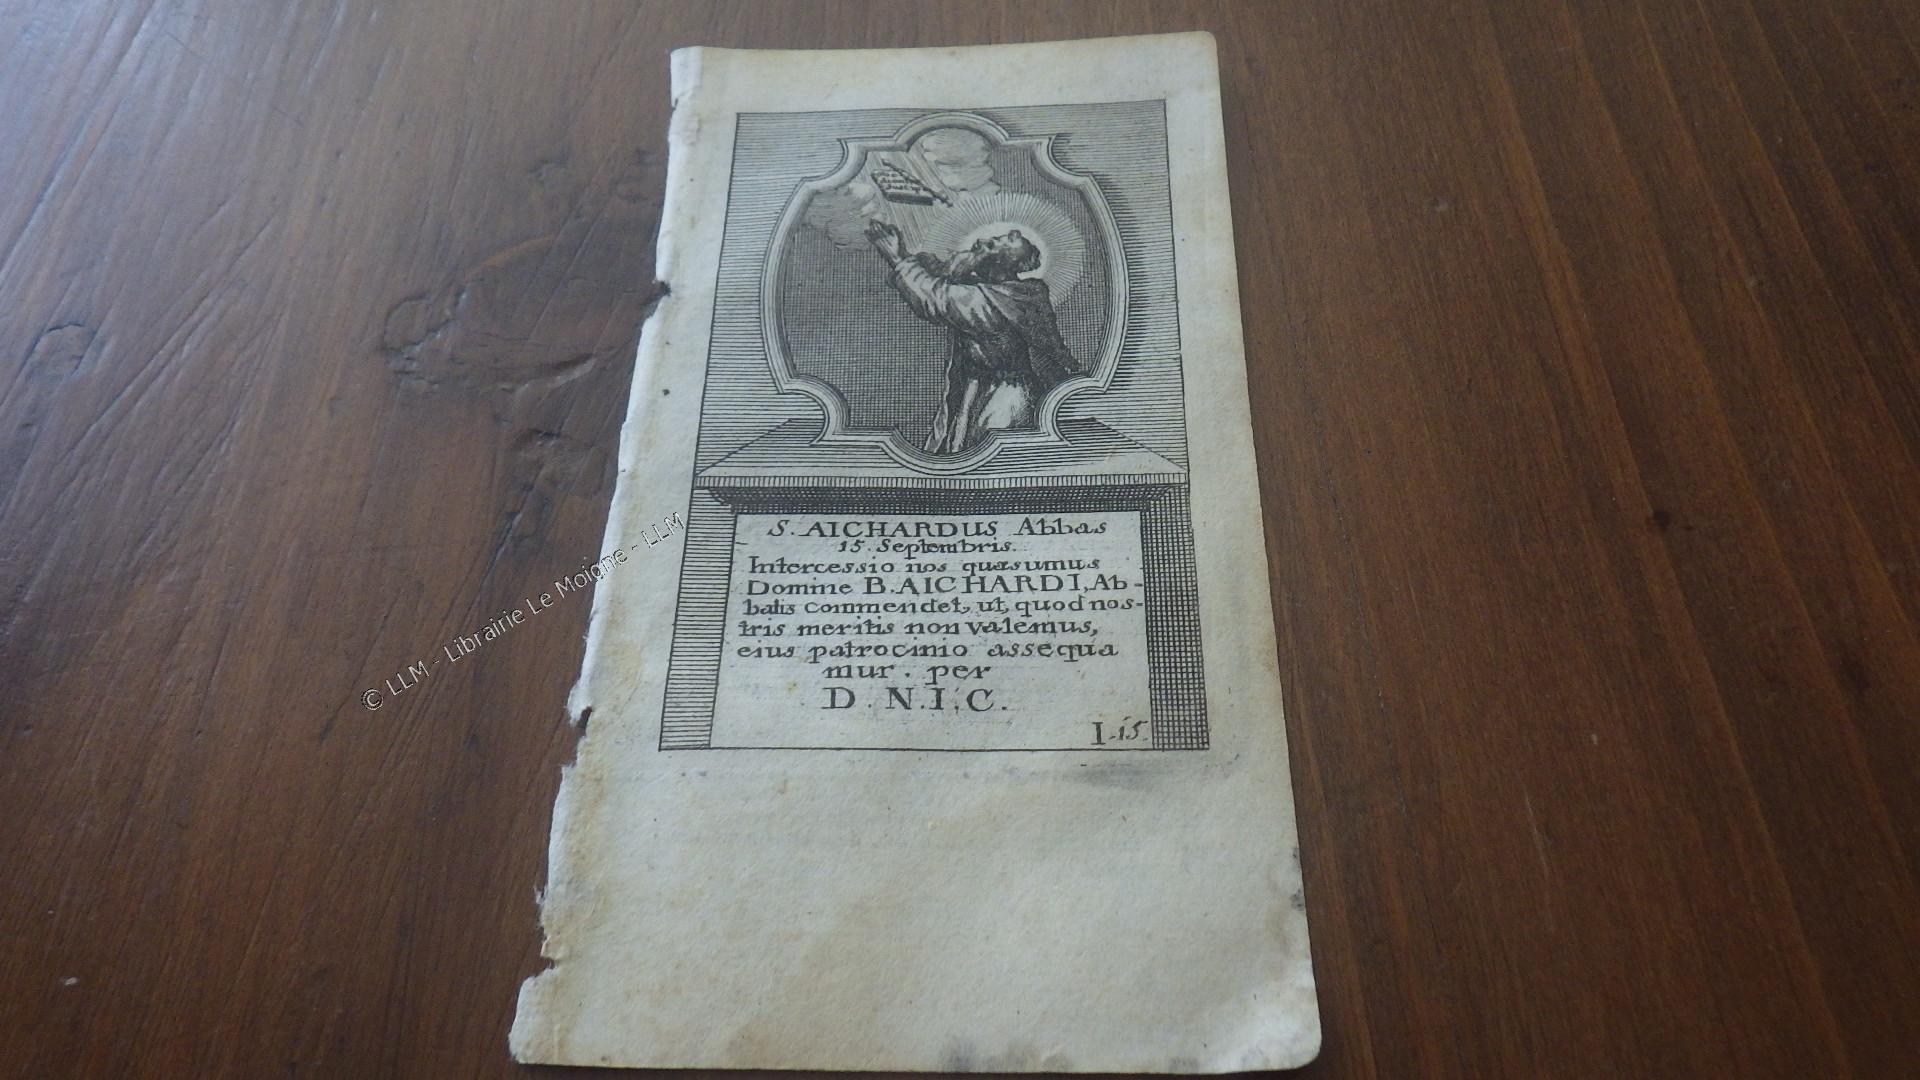 S. AICHARDUS Abbas
15. Septembris.
Intercessio nos quæsumus
Domine B. AICHARDI, Ab-
batis commendet, ut, quod nos-
tris meritis non valemus,
eius patrocinio assequa
mur. per
D. N. I. C.
I. 15.
© LLM - Librairie Le Moigne - LLM